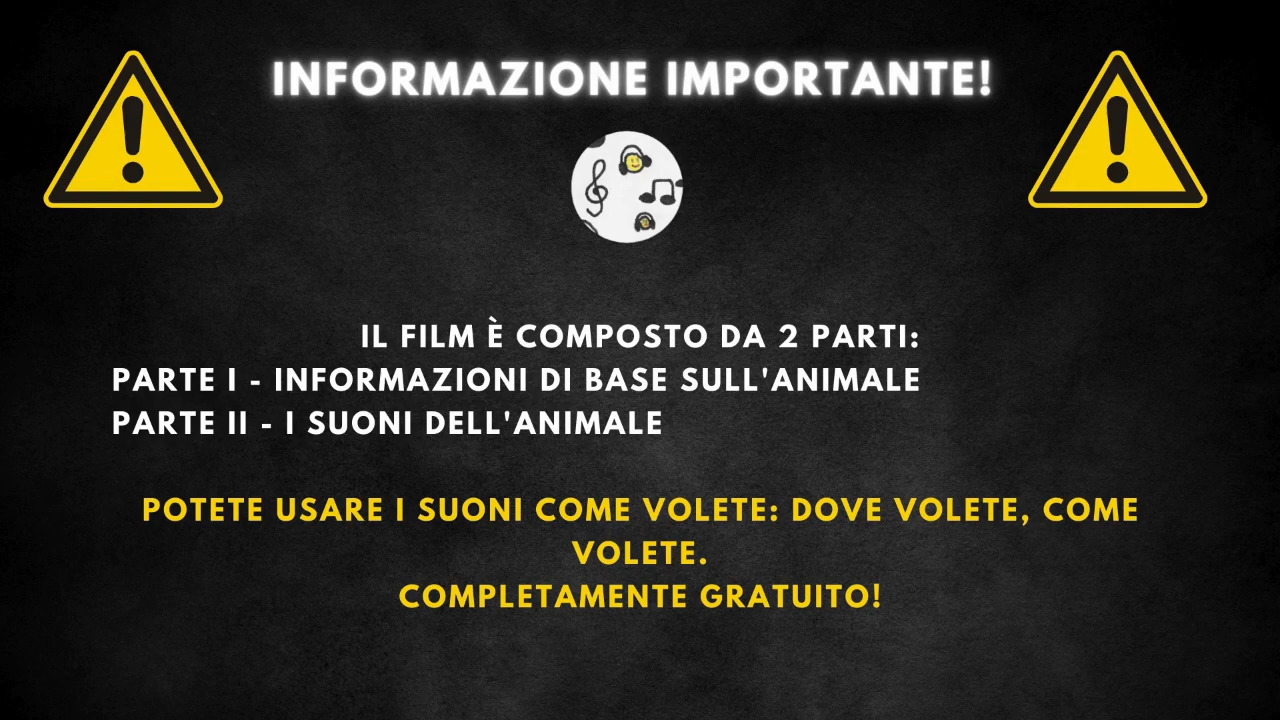 INFORMAZIONE IMPORTANTE!
IL FILM È COMPOSTO DA 2 PARTI:
PARTE I - INFORMAZIONI DI BASE SULL'ANIMALE
PARTE II - I SUONI DELL'ANIMALE
POTETE USARE I SUONI COME VOLETE: DOVE VOLETE, COME
VOLETE.
COMPLETAMENTE GRATUITO!